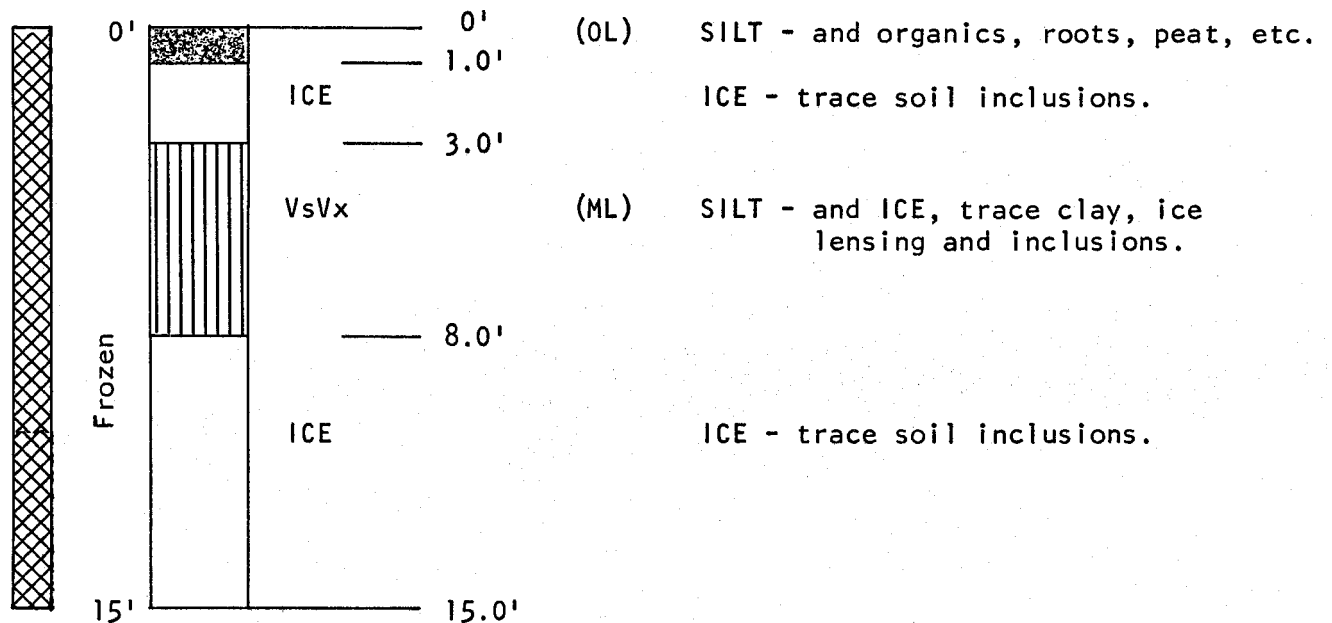 0' 0' (OL) SILT - and organics, roots, peat, etc.
1.0'
ICE ICE - trace soil inclusions.
3.0'
VsVx (ML) SILT - and ICE, trace clay, ice
lensing and inclusions.
8.0'
Frozen
ICE ICE - trace soil inclusions.
15' 15.0'